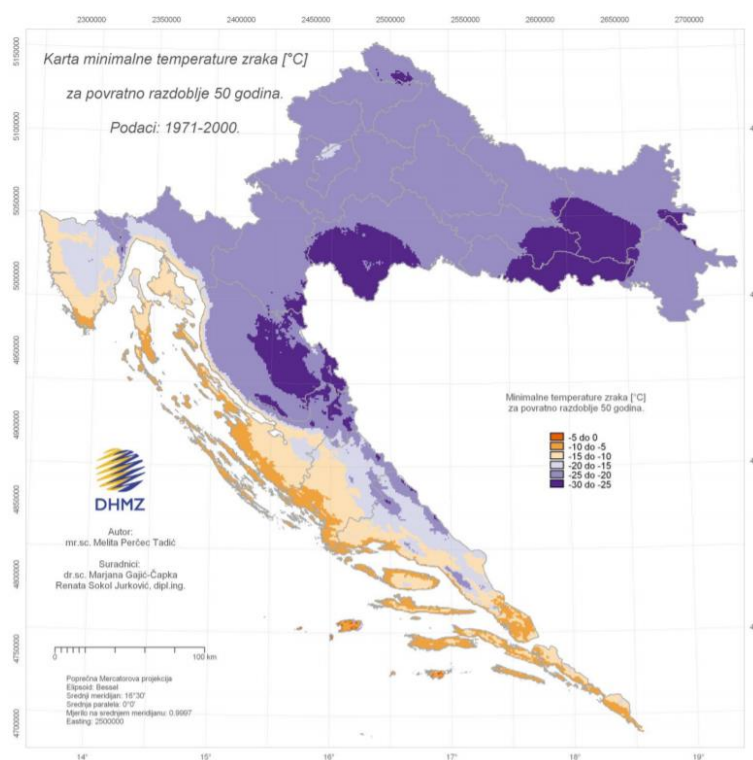 2300000 2350000 2400000 2450000 2500000 2550000 2600000 2650000 2700000
5150000
5100000
5050000
5000000
4950000
4900000
4850000
4800000
4750000
4700000
Karta minimalne temperature zraka [°C]
za povratno razdoblje 50 godina.
Podaci: 1971-2000.
Minimalne temperature zraka [°C]
za povratno razdoblje 50 godina.
-5 do 0
-10 do -5
-15 do -10
-20 do -15
-25 do -20
-30 do -25
DHMZ
Autor:
mr.sc. Melita Perčec Tadić
Suradnici:
dr.sc. Marjana Gajić-Čapka
Renata Sokol Jurković, dipl.ing.
0 100 km
Poprečna Mercatorova projekcija
Elipsoid: Bessel
Srednji meridijan: 16°30'
Srednja paralela: 0°0'
Mjerilo na srednjem meridijanu: 0.9997
Easting: 2500000
14° 15° 16° 17° 18° 19°